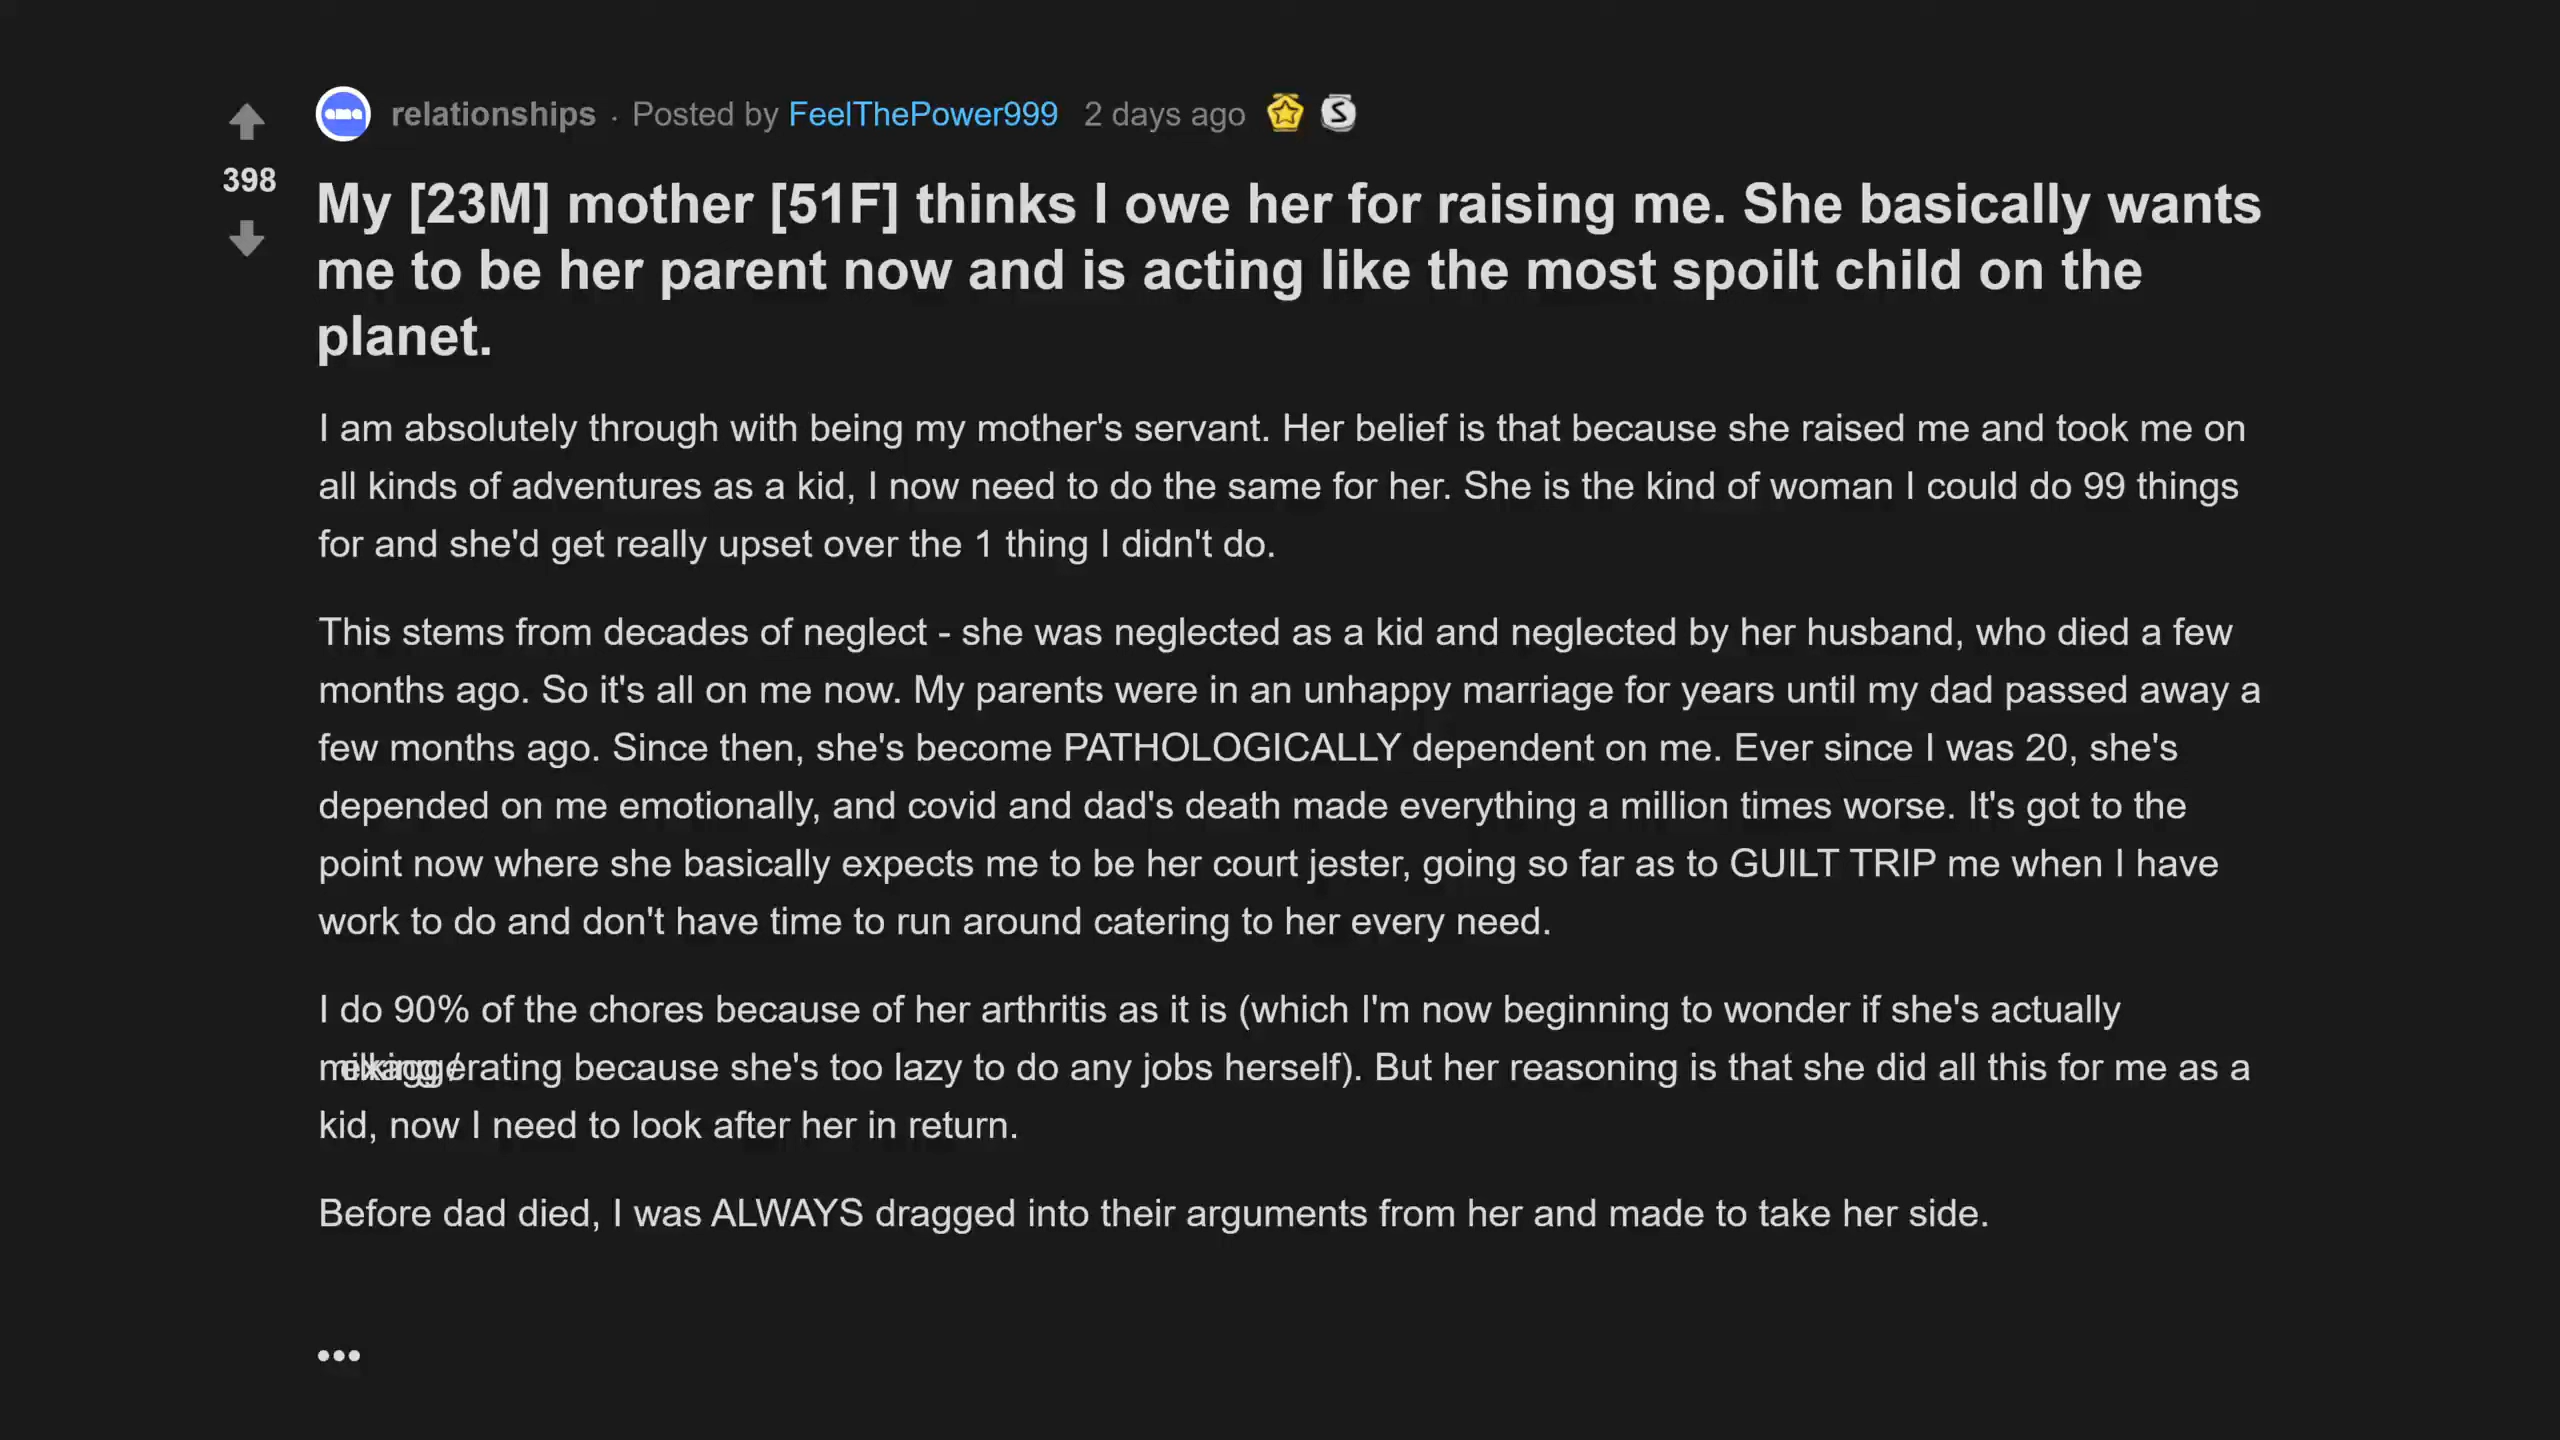 relationships · Posted by FeelThePower999 2 days ago
398
My [23M] mother [51F] thinks I owe her for raising me. She basically wants
me to be her parent now and is acting like the most spoilt child on the
planet.
I am absolutely through with being my mother's servant. Her belief is that because she raised me and took me on
all kinds of adventures as a kid, I now need to do the same for her. She is the kind of woman I could do 99 things
for and she'd get really upset over the 1 thing I didn't do.
This stems from decades of neglect - she was neglected as a kid and neglected by her husband, who died a few
months ago. So it's all on me now. My parents were in an unhappy marriage for years until my dad passed away a
few months ago. Since then, she's become PATHOLOGICALLY dependent on me. Ever since I was 20, she's
depended on me emotionally, and covid and dad's death made everything a million times worse. It's got to the
point now where she basically expects me to be her court jester, going so far as to GUILT TRIP me when I have
work to do and don't have time to run around catering to her every need.
I do 90% of the chores because of her arthritis as it is (which I'm now beginning to wonder if she's actually
because she's too lazy to do any jobs herself). But her reasoning is that she did all this for me as a
kid, now I need to look after her in return.
Before dad died, I was ALWAYS dragged into their arguments from her and made to take her side.
•••